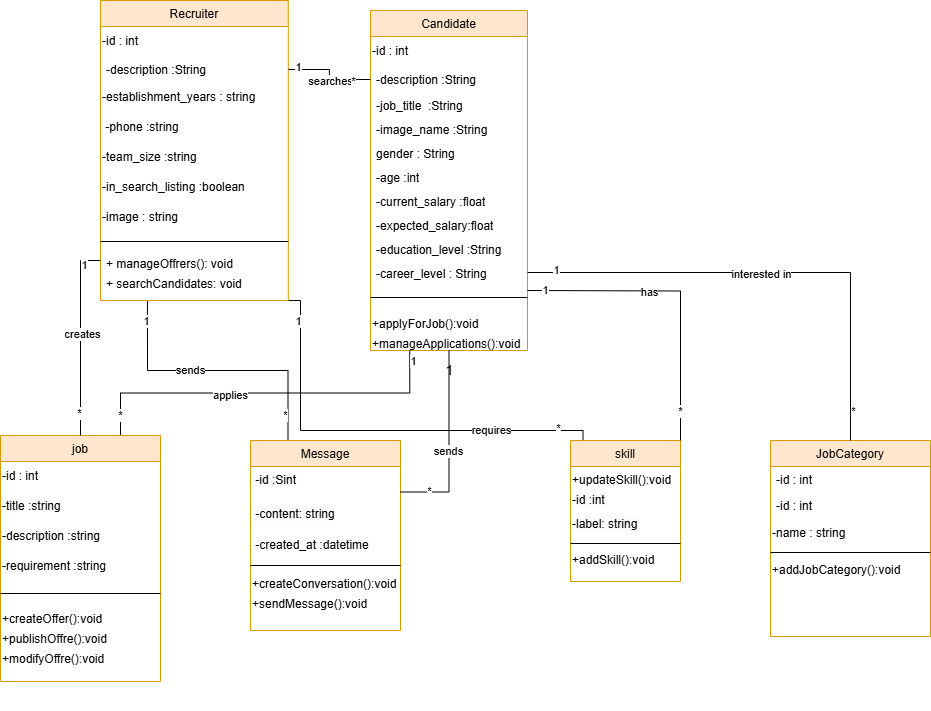 Recruiter
-id : int
-description :String
-establishment_years : string
-phone :string
-team_size :string
-in_search_listing :boolean
-image : string
+ manageOffrers(): void
+ searchCandidates: void
1
searches
*
Candidate
-id : int
-description :String
-job_title  :String
-image_name :String
gender : String
-age :int
-current_salary :float
-expected_salary:float
-education_level :String
-career_level : String
+applyForJob():void
+manageApplications():void
1
interested in
*
1
has
*
1
creates
*
1
sends
*
1
requires
*
1
applies
*
1
sends
*
job
-id : int
-title :string
-description :string
-requirement :string
+createOffer():void
+publishOffre():void
+modifyOffre():void
Message
-id :Sint
-content: string
-created_at :datetime
+createConversation():void
+sendMessage():void
skill
+updateSkill():void
-id :int
-label: string
+addSkill():void
JobCategory
-id : int
-id : int
-name : string
+addJobCategory():void